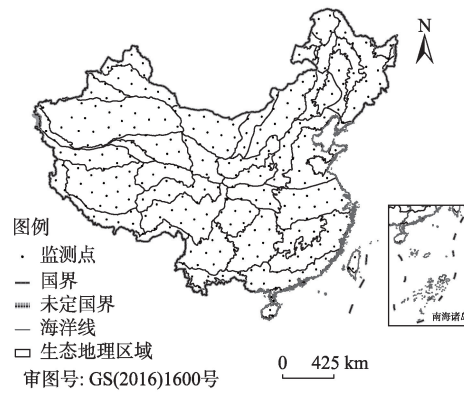 N
图例
监测点
国界
未定国界
海洋线
生态地理区域
审图号: GS(2016)1600号
0 425 km
南海诸岛